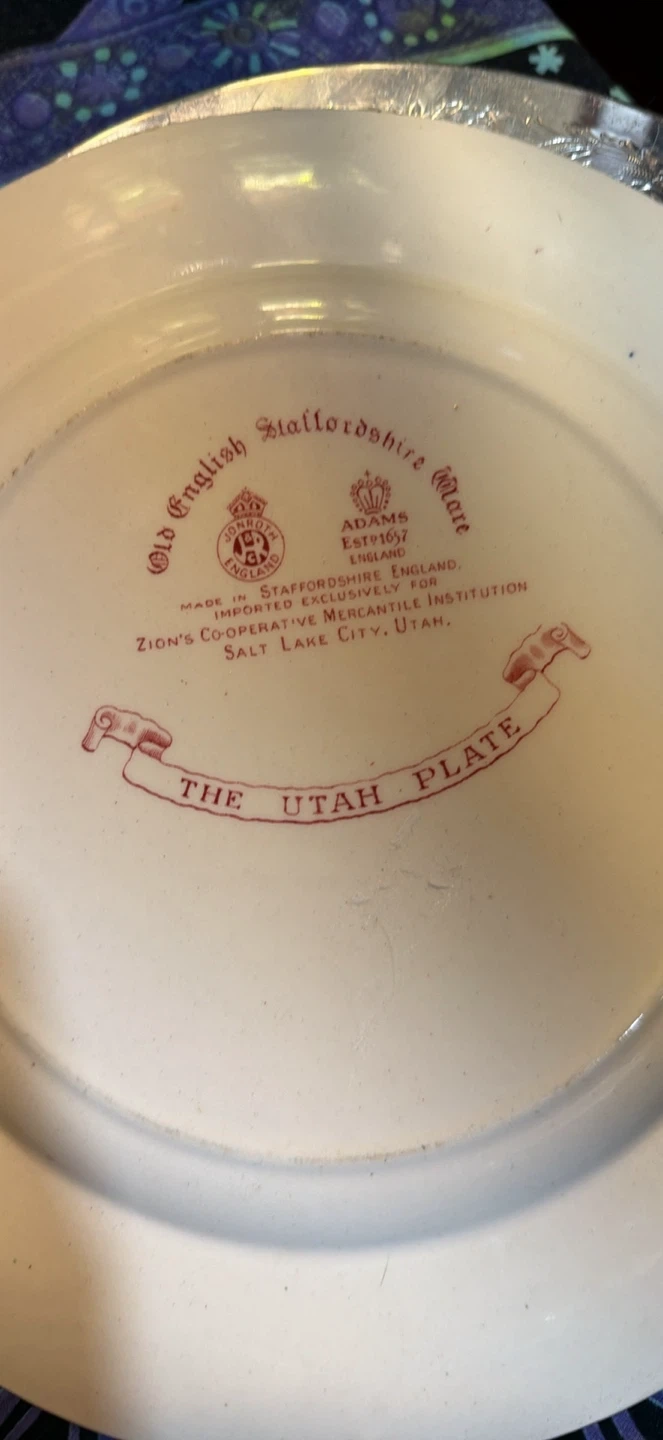 Old English Staffordshire Ware
JONROTH
ENGLAND
ADAMS
ESTD 1657
ENGLAND
MADE IN STAFFORDSHIRE ENGLAND,
IMPORTED EXCLUSIVELY FOR
ZION'S CO-OPERATIVE MERCANTILE INSTITUTION
SALT LAKE CITY, UTAH.
THE UTAH PLATE